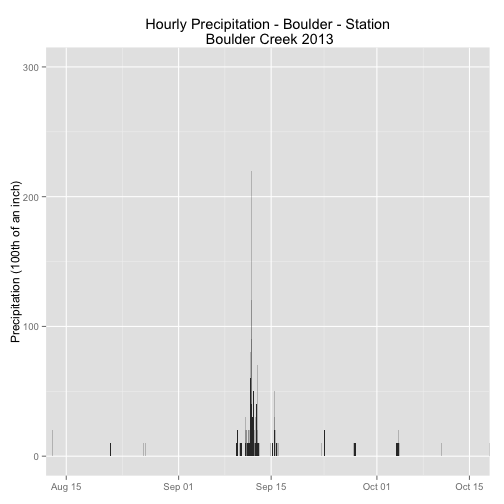 Hourly Precipitation - Boulder - Station
Boulder Creek 2013
Precipitation (100th of an inch)
300
200
100
0
Aug 15
Sep 01
Sep 15
Oct 01
Oct 15